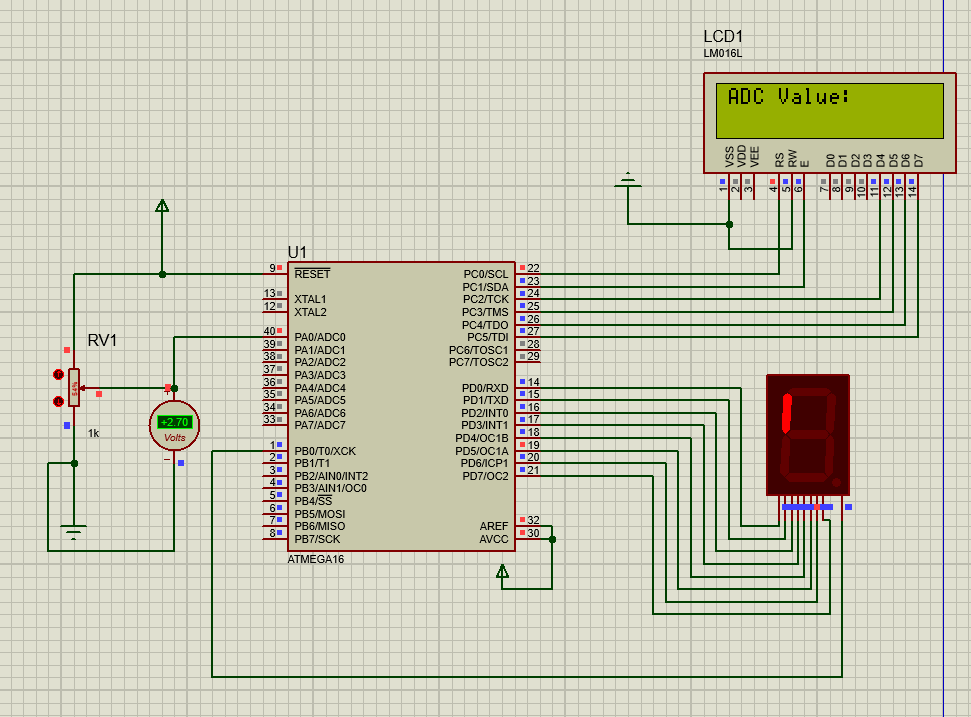 LCD1
LM016L
ADC Value:
VSS
VDD
VEE
RS
RW
E
D0
D1
D2
D3
D4
D5
D6
D7
1
2
3
4
5
6
7
8
9
10
11
12
13
14
U1
9 RESET
13 XTAL1
12 XTAL2
40 PA0/ADC0
39 PA1/ADC1
38 PA2/ADC2
37 PA3/ADC3
36 PA4/ADC4
35 PA5/ADC5
34 PA6/ADC6
33 PA7/ADC7
1 PB0/T0/XCK
2 PB1/T1
3 PB2/AIN0/INT2
4 PB3/AIN1/OC0
5 PB4/SS
6 PB5/MOSI
7 PB6/MISO
8 PB7/SCK
PC0/SCL 22
PC1/SDA 23
PC2/TCK 24
PC3/TMS 25
PC4/TDO 26
PC5/TDI 27
PC6/TOSC1 28
PC7/TOSC2 29
PD0/RXD 14
PD1/TXD 15
PD2/INT0 16
PD3/INT1 17
PD4/OC1B 18
PD5/OC1A 19
PD6/ICP1 20
PD7/OC2 21
AREF 32
AVCC 30
ATMEGA16
RV1
54%
1k
+2.70
Volts